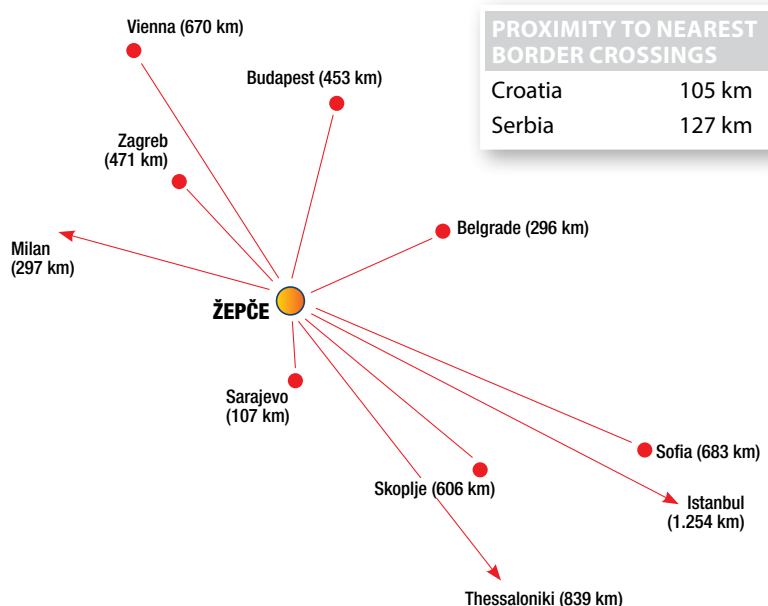 PROXIMITY TO NEAREST
BORDER CROSSINGS
Croatia 105 km
Serbia 127 km
Vienna (670 km)
Budapest (453 km)
Zagreb
(471 km)
Belgrade (296 km)
Milan
(297 km)
ŽEPČE
Sarajevo
(107 km)
Sofia (683 km)
Skoplje (606 km)
Istanbul
(1.254 km)
Thessaloniki (839 km)